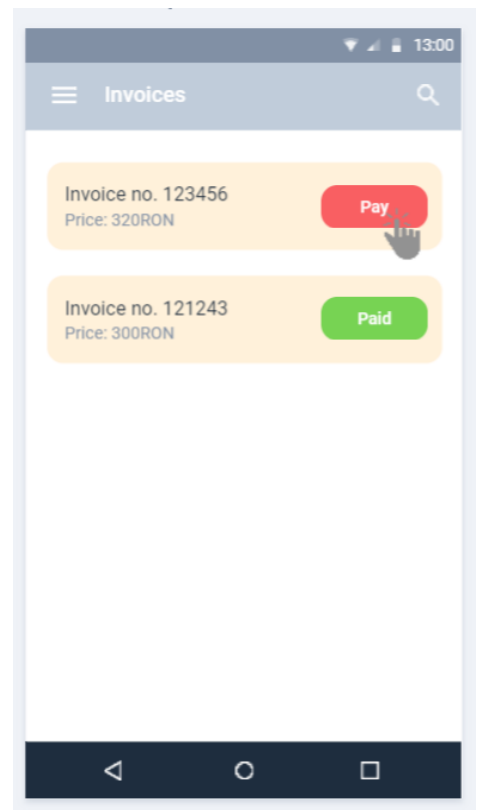 13:00
Invoices
Invoice no. 123456
Price: 320RON
Pay
Invoice no. 121243
Price: 300RON
Paid